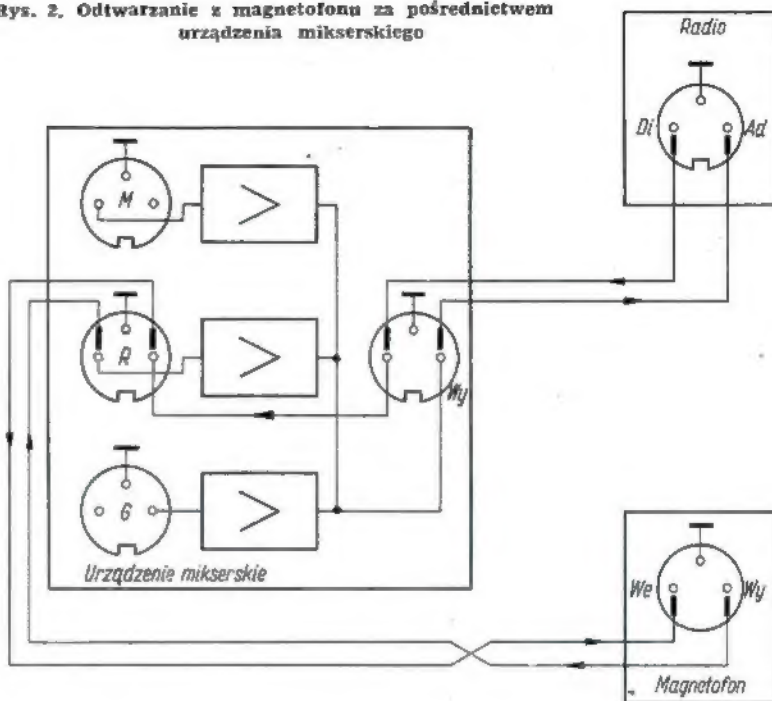 Rys. 2. Odtwarzanie z magnetofonu za pośrednictwem
urządzenia mikserskiego
Radio
Di
Ad
M
R
Wy
G
Urządzenie mikserskie
We
Wy
Magnetofon